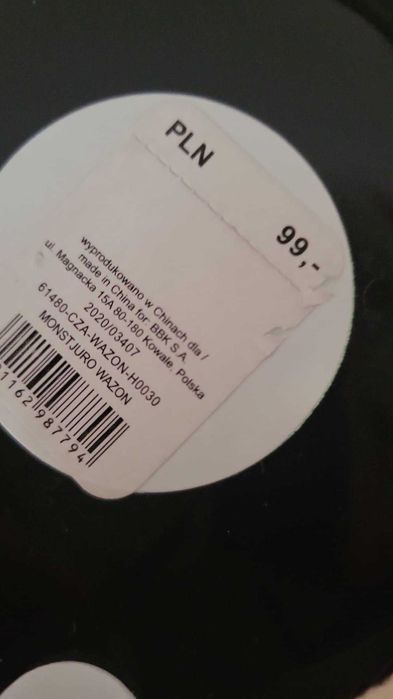 PLN
99,-
wyprodukowano w Chinach dla /
made in China for: BBK S.A.
ul. Magnacka 15A 80-180 Kowale, Polska
2020/03407
61480-CZA-WAZON-H0030
MONSTJURO WAZON
11621987794